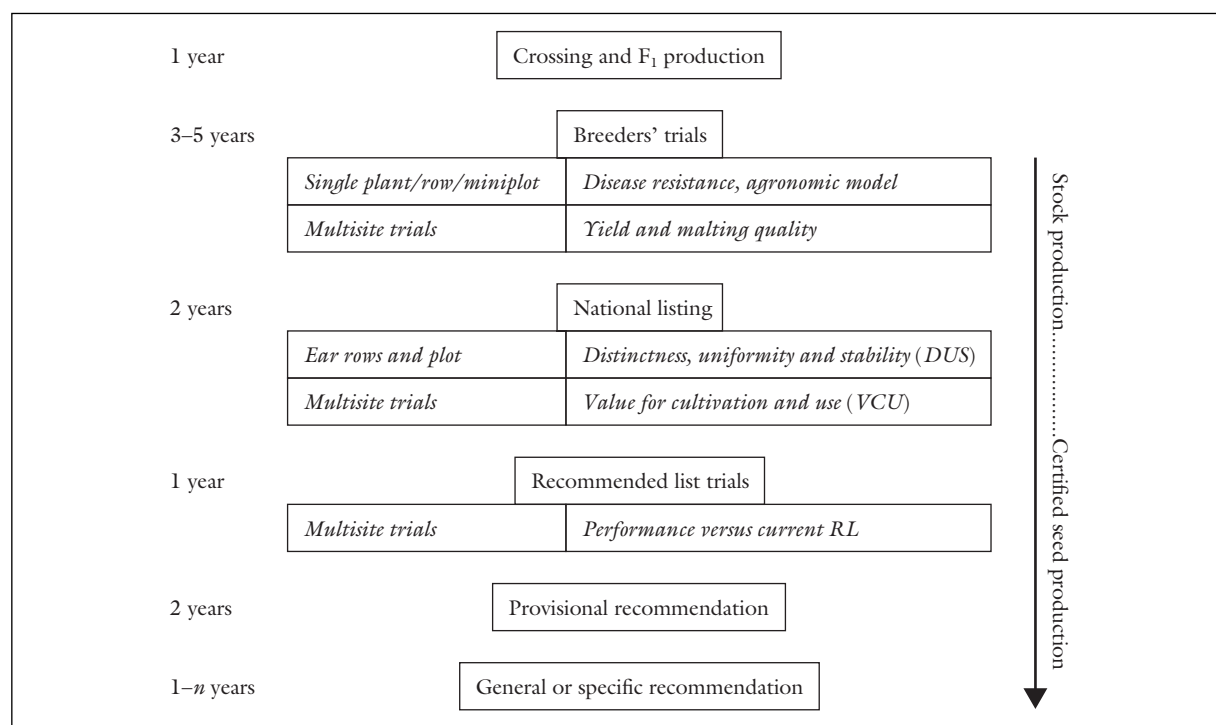 1 year Crossing and F₁ production
3–5 years Breeders' trials
Single plant/row/miniplot Disease resistance, agronomic model
Multisite trials Yield and malting quality
2 years National listing
Ear rows and plot Distinctness, uniformity and stability (DUS)
Multisite trials Value for cultivation and use (VCU)
1 year Recommended list trials
Multisite trials Performance versus current RL
2 years Provisional recommendation
1–n years General or specific recommendation
Stock production..................Certified seed production